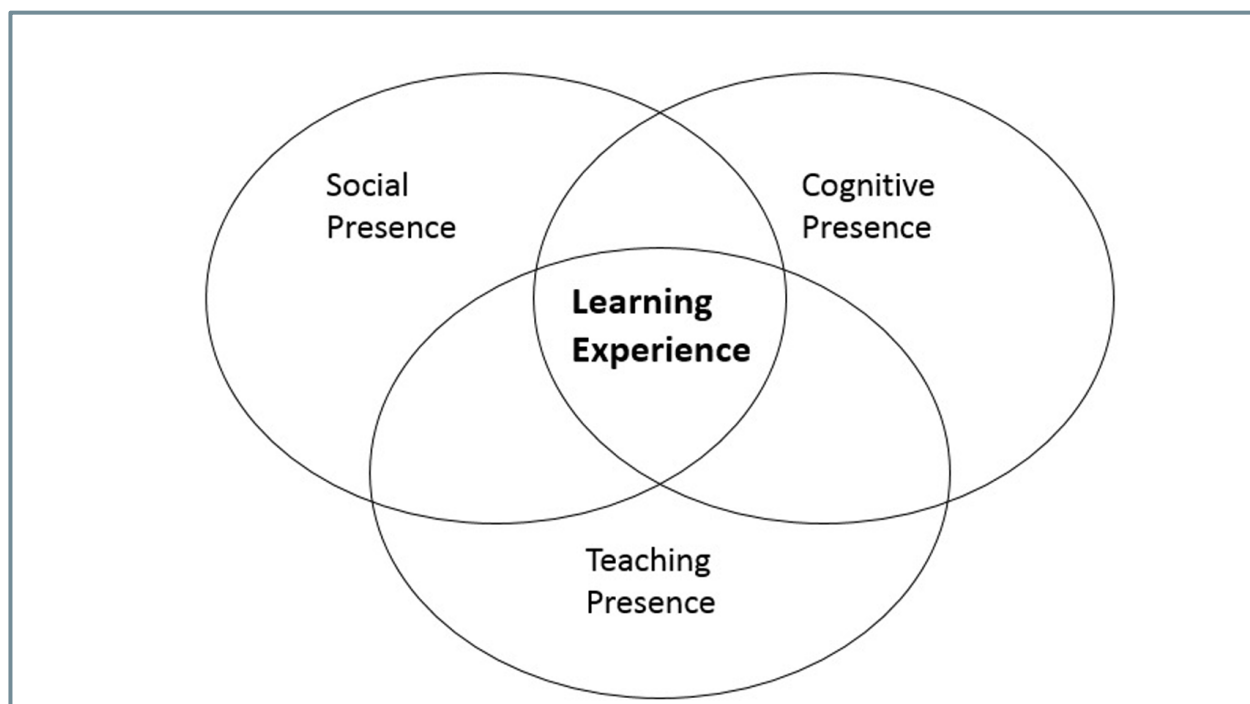 Social
Presence
Cognitive
Presence
Learning
Experience
Teaching
Presence